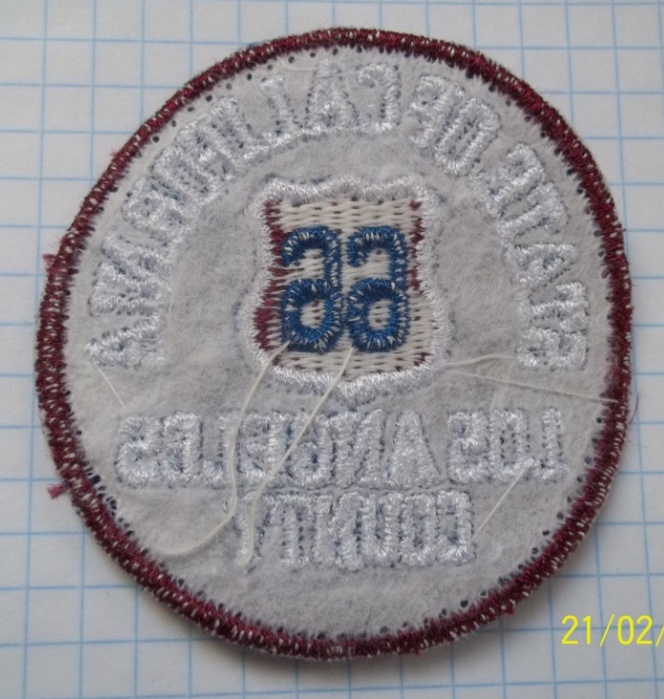 STATE OF CALIFORNIA
66
LOS ANGELES
COUNTY
21/02/